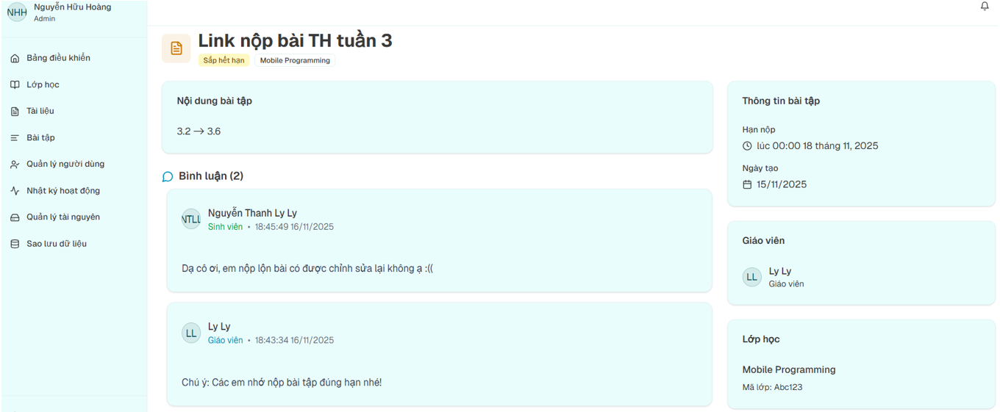 NHH
Nguyễn Hữu Hoàng
Admin
Bảng điều khiển
Lớp học
Tài liệu
Bài tập
Quản lý người dùng
Nhật ký hoạt động
Quản lý tài nguyên
Sao lưu dữ liệu
Link nộp bài TH tuần 3
Sắp hết hạn
Mobile Programming
Nội dung bài tập
3.2 → 3.6
Bình luận (2)
NTLL
Nguyễn Thanh Ly Ly
Sinh viên • 18:45:49 16/11/2025
Dạ cô ơi, em nộp lộn bài có được chỉnh sửa lại không ạ :((
LL
Ly Ly
Giáo viên • 18:43:34 16/11/2025
Chú ý: Các em nhớ nộp bài tập đúng hạn nhé!
Thông tin bài tập
Hạn nộp
lúc 00:00 18 tháng 11, 2025
Ngày tạo
15/11/2025
Giáo viên
LL
Ly Ly
Giáo viên
Lớp học
Mobile Programming
Mã lớp: Abc123